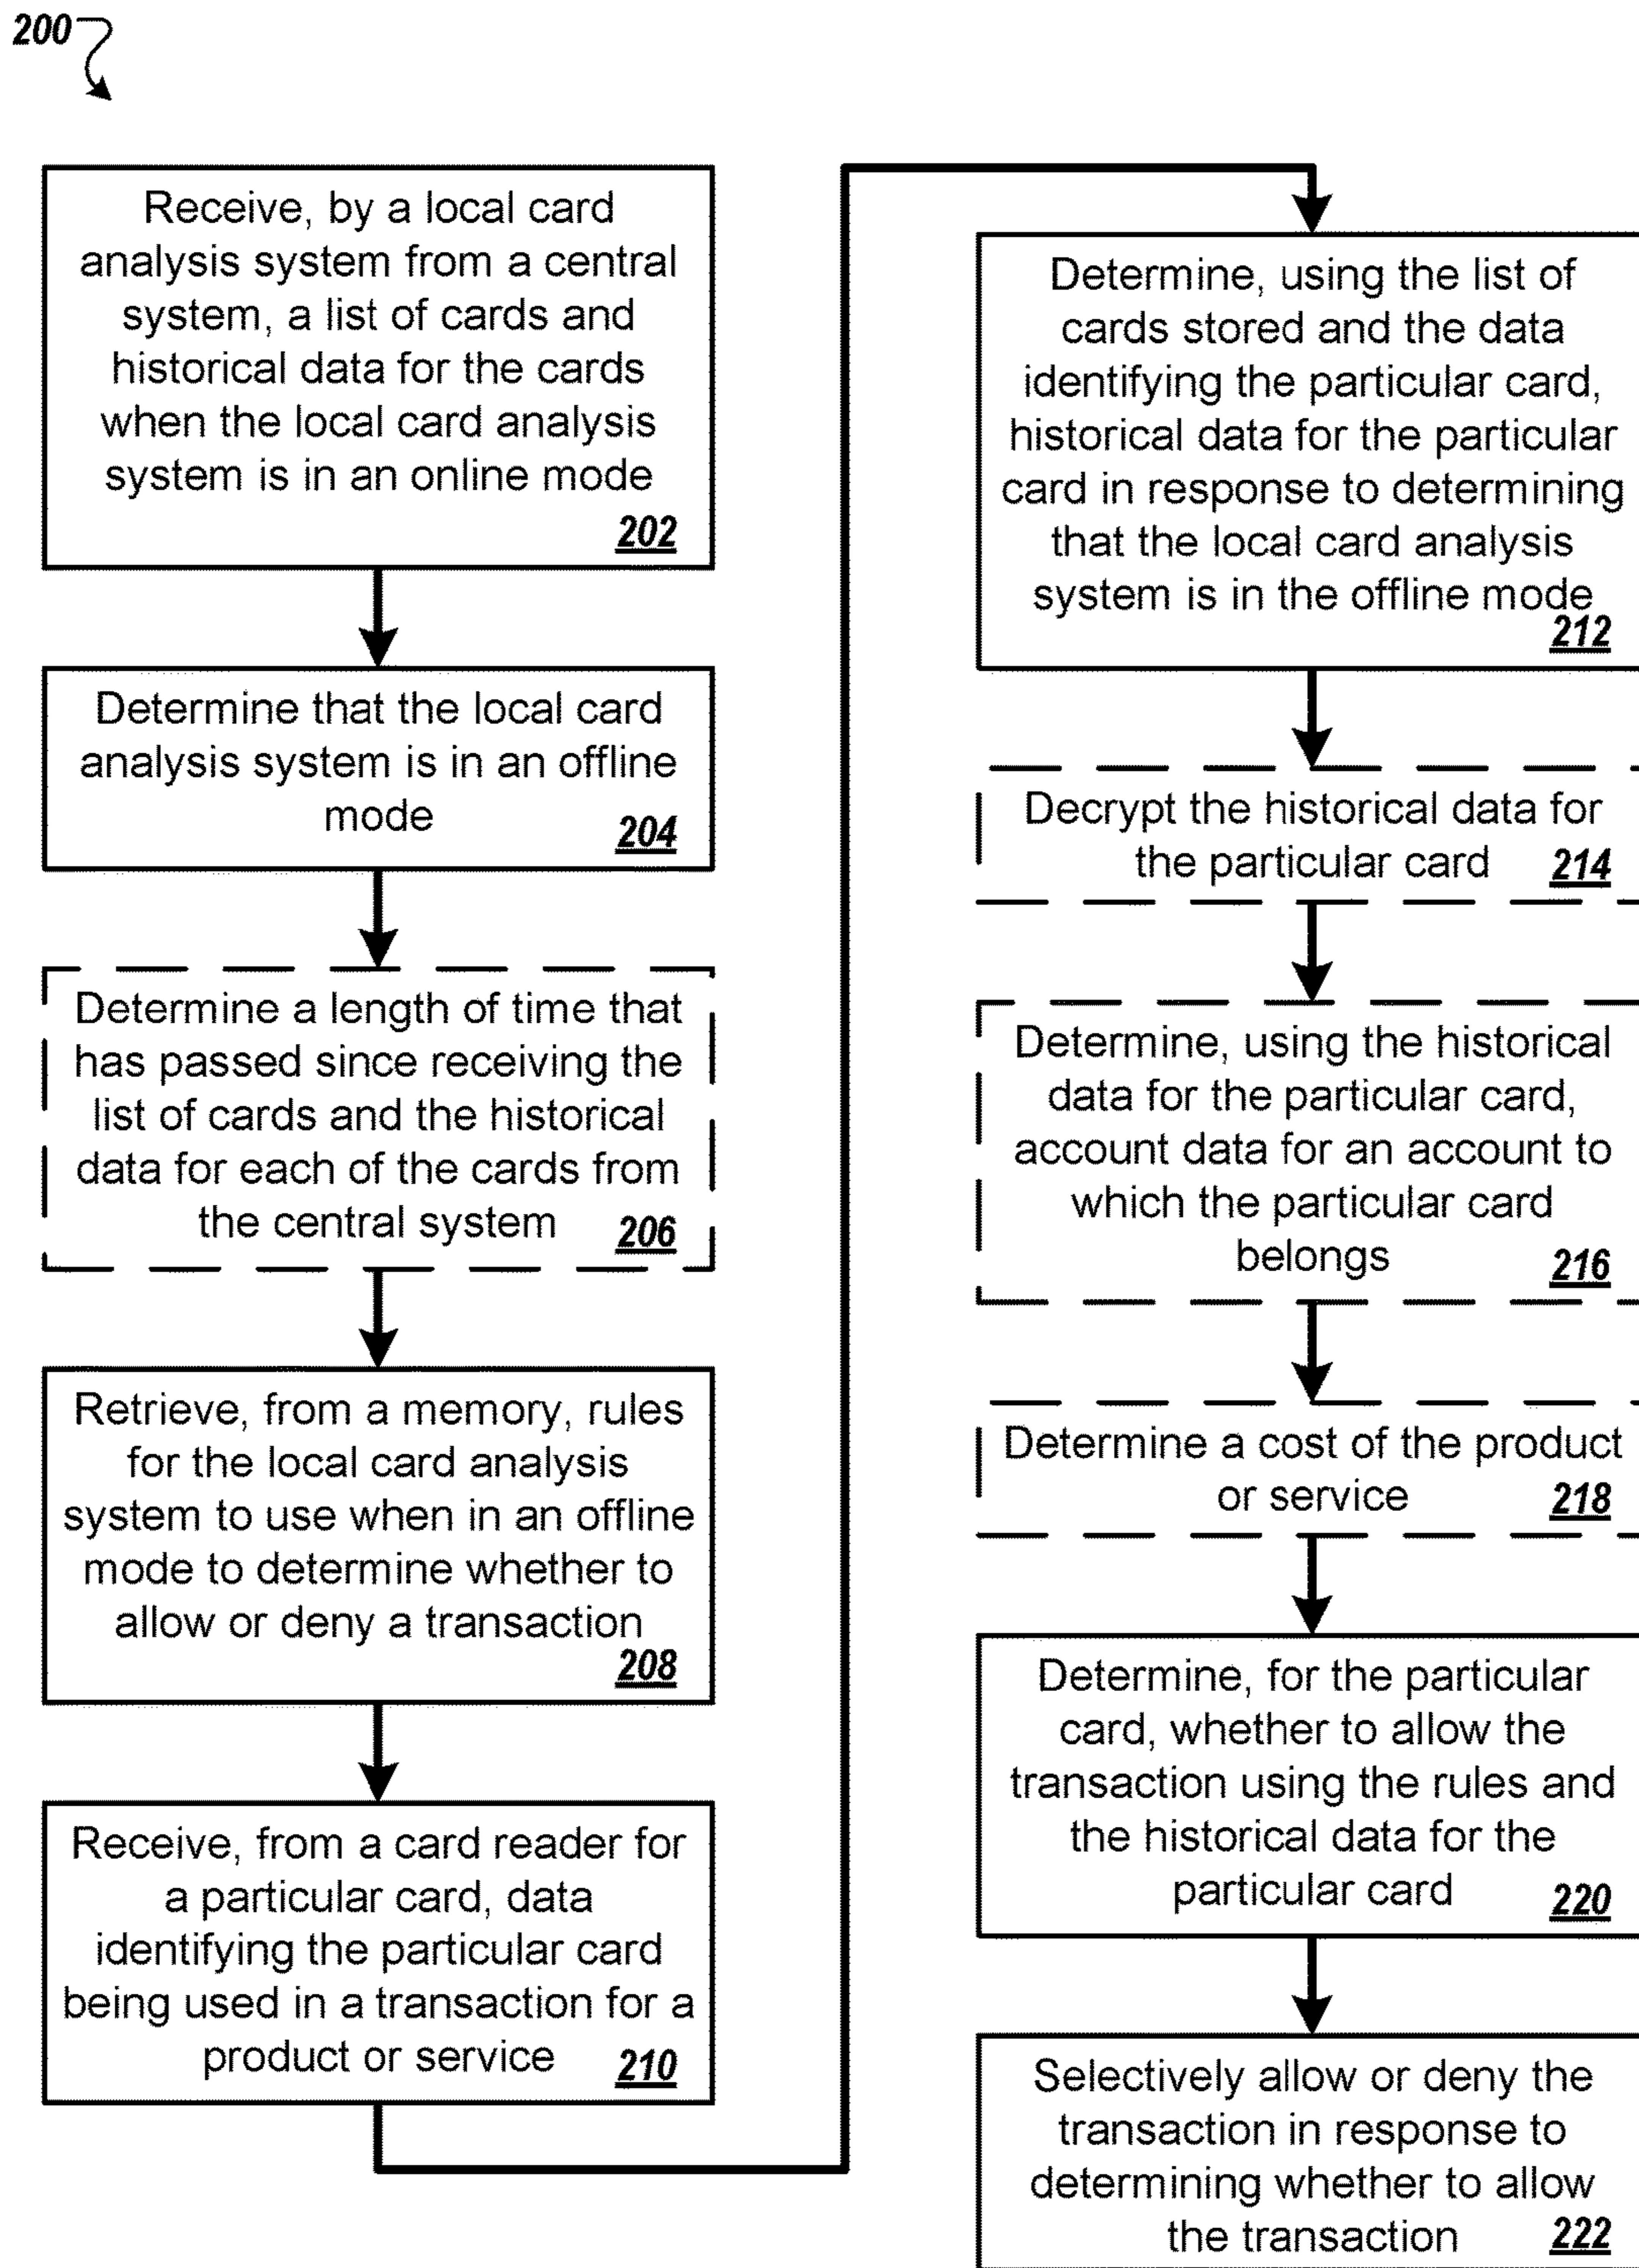 200
Receive, by a local card
analysis system from a central
system, a list of cards and
historical data for the cards
when the local card analysis
system is in an online mode
202
Determine that the local card
analysis system is in an offline
mode 204
Determine a length of time that
has passed since receiving the
list of cards and the historical
data for each of the cards from
the central system 206
Retrieve, from a memory, rules
for the local card analysis
system to use when in an offline
mode to determine whether to
allow or deny a transaction
208
Receive, from a card reader for
a particular card, data
identifying the particular card
being used in a transaction for a
product or service 210
Determine, using the list of
cards stored and the data
identifying the particular card,
historical data for the particular
card in response to determining
that the local card analysis
system is in the offline mode
212
Decrypt the historical data for
the particular card 214
Determine, using the historical
data for the particular card,
account data for an account to
which the particular card
belongs 216
Determine a cost of the product
or service 218
Determine, for the particular
card, whether to allow the
transaction using the rules and
the historical data for the
particular card 220
Selectively allow or deny the
transaction in response to
determining whether to allow
the transaction 222